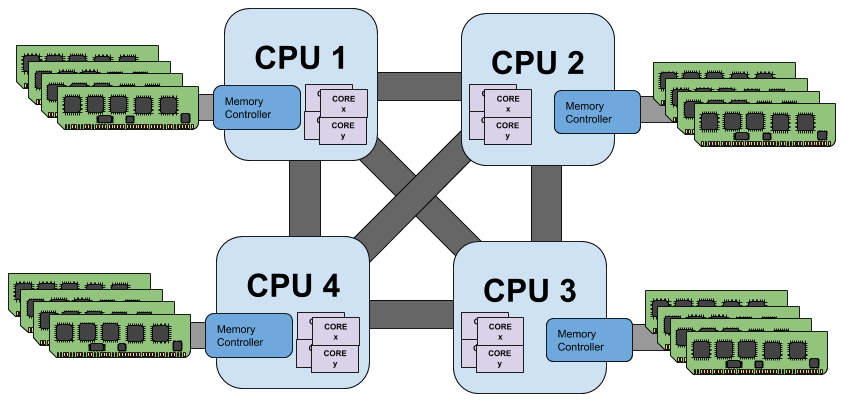 CPU 1
Memory
Controller
CORE
x
CORE
y
CPU 2
CORE
x
CORE
y
Memory
Controller
CPU 4
Memory
Controller
CORE
x
CORE
y
CPU 3
CORE
x
CORE
y
Memory
Controller